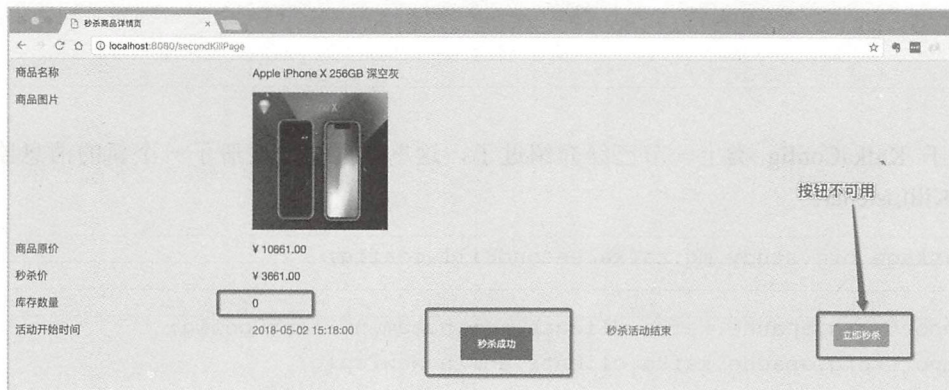 秒杀商品详情页
localhost:8080/secondKillPage
商品名称 Apple iPhone X 256GB 深空灰
商品图片
按钮不可用
商品原价 ¥ 10661.00
秒杀价 ¥ 3661.00
库存数量 0
活动开始时间 2018-05-02 15:18:00 秒杀成功 秒杀活动结束 立即秒杀